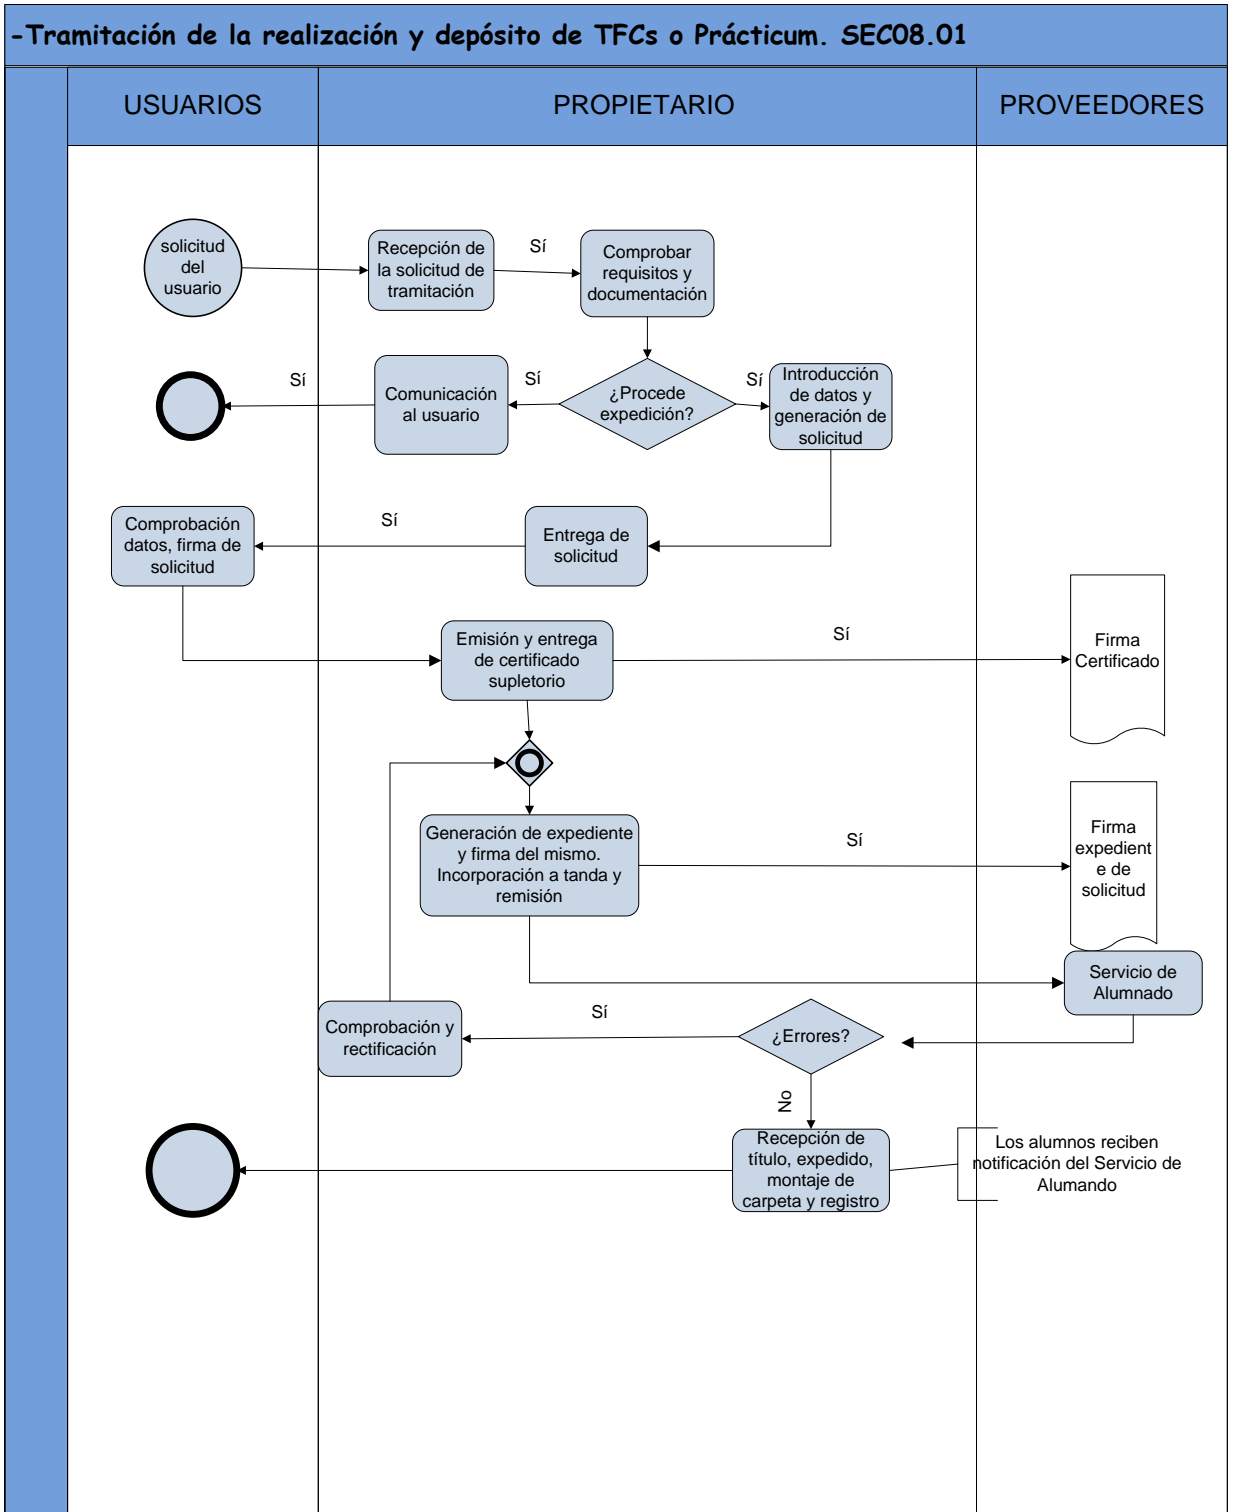 -Tramitación de la realización y depósito de TFCs o Prácticum. SEC08.01
USUARIOS
PROPIETARIO
PROVEEDORES
solicitud
del
usuario
Recepción de
la solicitud de
tramitación
Sí
Comprobar
requisitos y
documentación
Sí
Comunicación
al usuario
Sí
¿Procede
expedición?
Sí
Introducción
de datos y
generación de
solicitud
Comprobación
datos, firma de
solicitud
Sí
Entrega de
solicitud
Emisión y entrega
de certificado
supletorio
Sí
Firma
Certificado
Generación de expediente
y firma del mismo.
Incorporación a tanda y
remisión
Sí
Firma
expedient
e de
solicitud
Servicio de
Alumnado
Comprobación y
rectificación
Sí
¿Errores?
No
Recepción de
título, expedido,
montaje de
carpeta y registro
Los alumnos reciben
notificación del Servicio de
Alumando